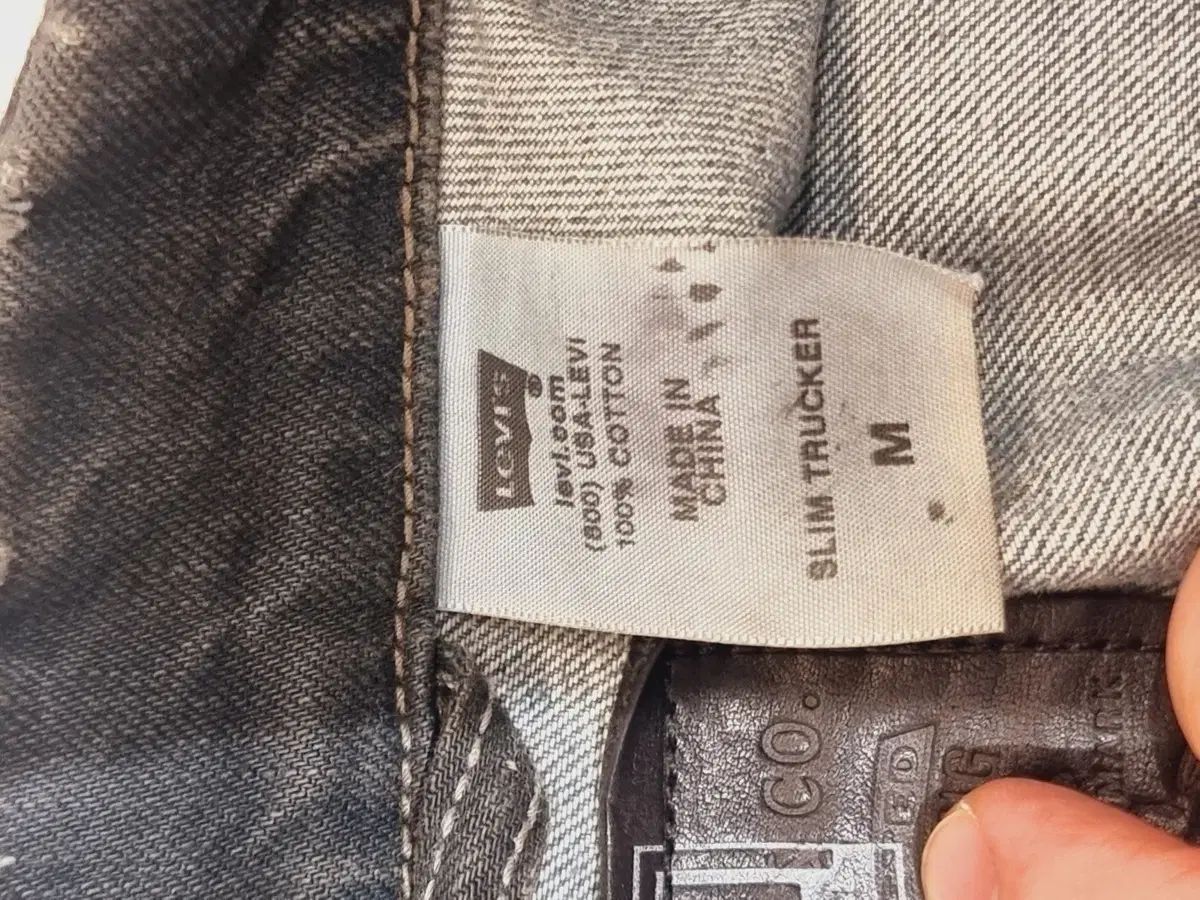 Levi's®
levi.com
(800) USA-LEVI
100% COTTON
MADE IN
CHINA
SLIM TRUCKER
M
CO.